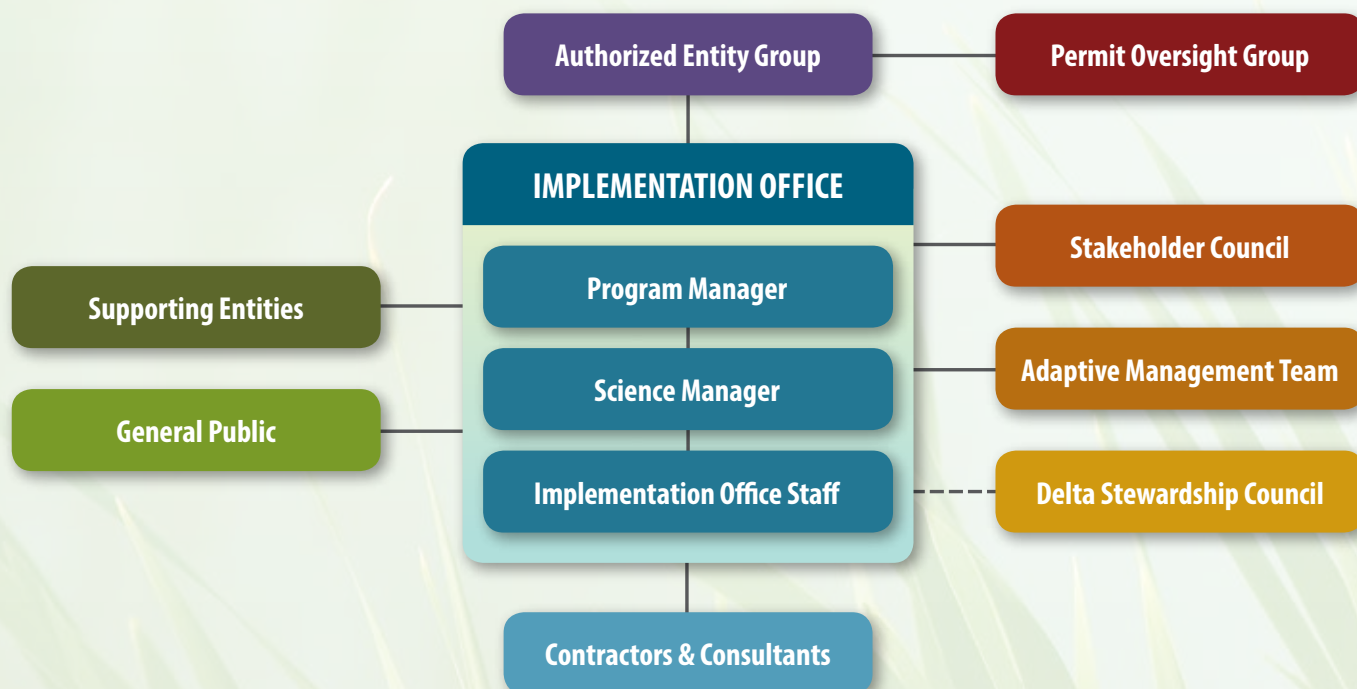 Authorized Entity Group
Permit Oversight Group
IMPLEMENTATION OFFICE
Program Manager
Science Manager
Implementation Office Staff
Supporting Entities
General Public
Stakeholder Council
Adaptive Management Team
Delta Stewardship Council
Contractors & Consultants